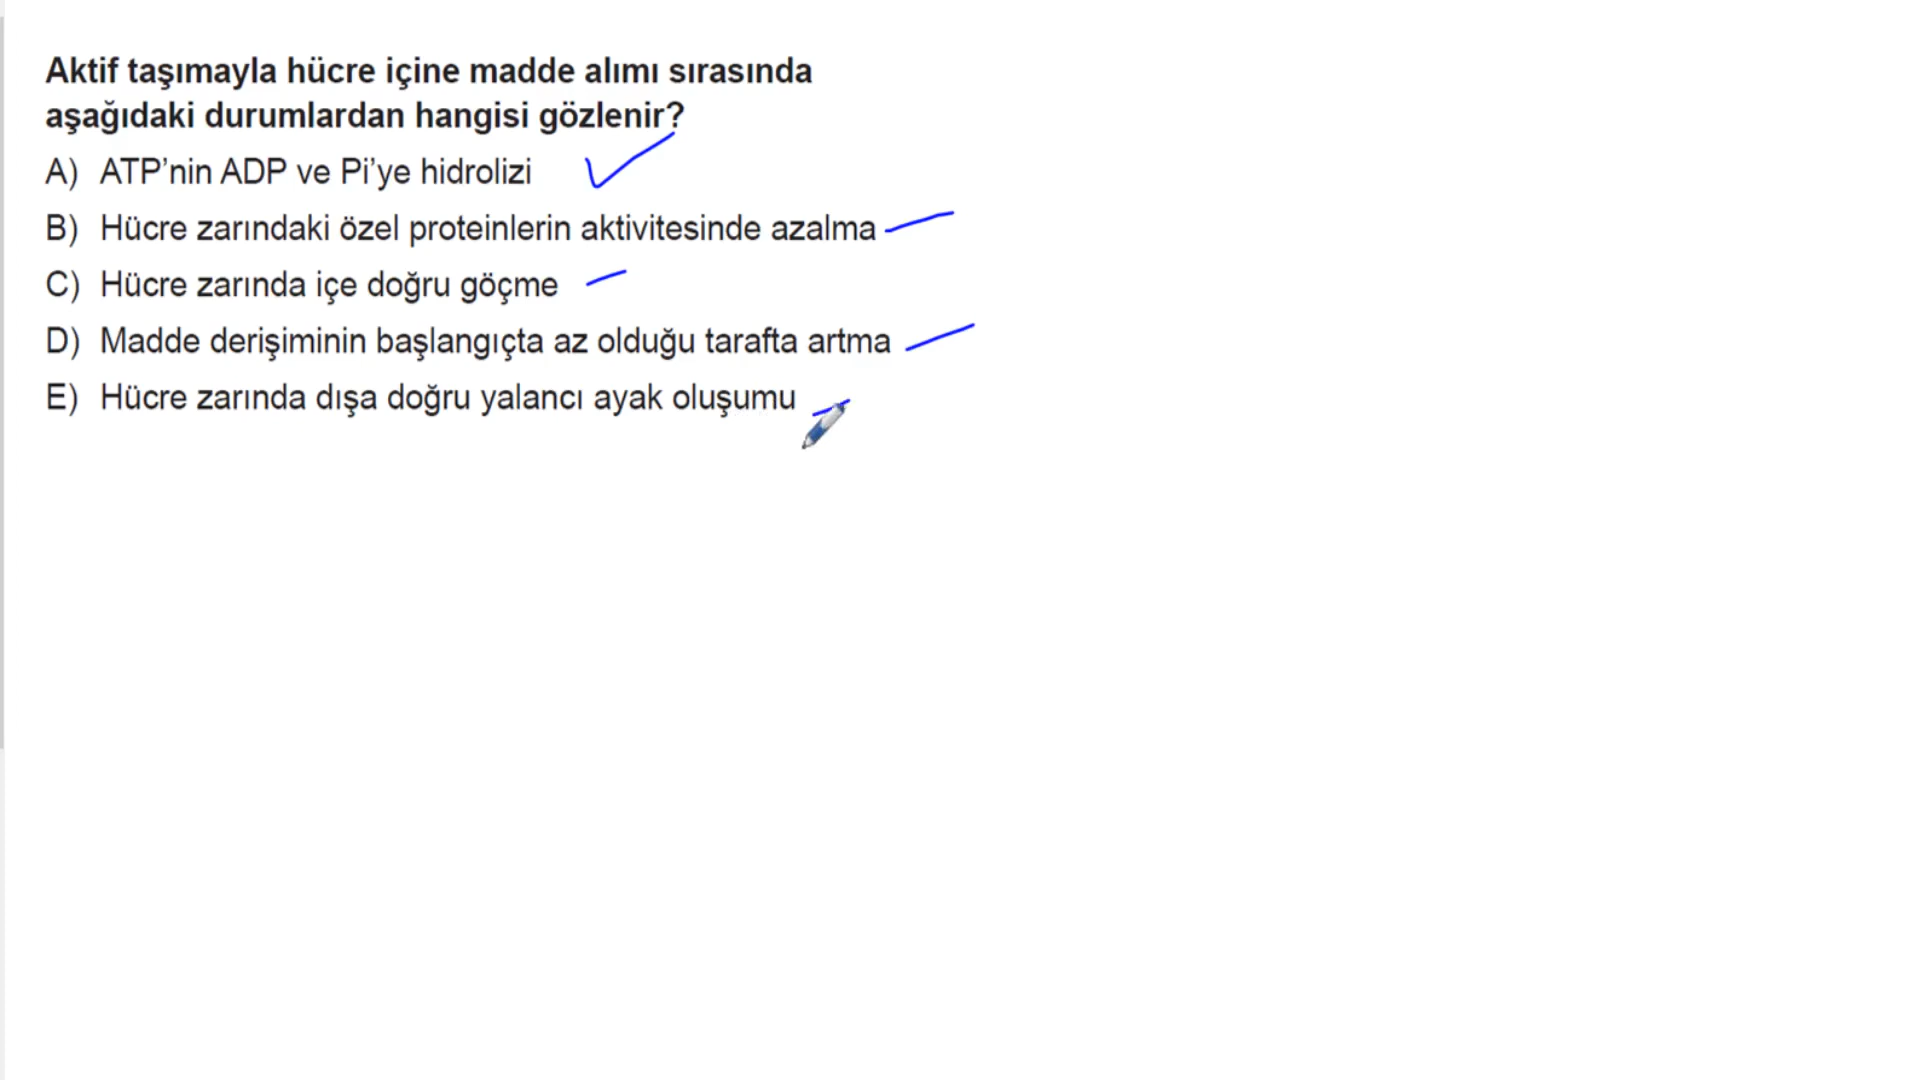 Aktif taşımayla hücre içine madde alımı sırasında
aşağıdaki durumlardan hangisi gözlenir?
A) ATP’nin ADP ve Pi’ye hidrolizi
B) Hücre zarındaki özel proteinlerin aktivitesinde azalma
C) Hücre zarında içe doğru göçme
D) Madde derişiminin başlangıçta az olduğu tarafta artma
E) Hücre zarında dışa doğru yalancı ayak oluşumu